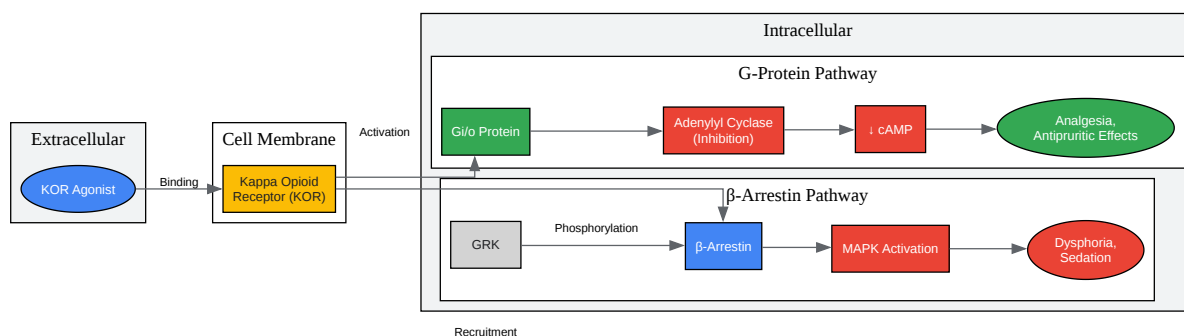 Intracellular
G-Protein Pathway
Extracellular
KOR Agonist
Binding
Cell Membrane
Kappa Opioid
Receptor (KOR)
Activation
Gi/o Protein
Adenylyl Cyclase
(Inhibition)
↓ cAMP
Analgesia,
Antipruritic Effects
β-Arrestin Pathway
GRK
Phosphorylation
β-Arrestin
MAPK Activation
Dysphoria,
Sedation
Recruitment